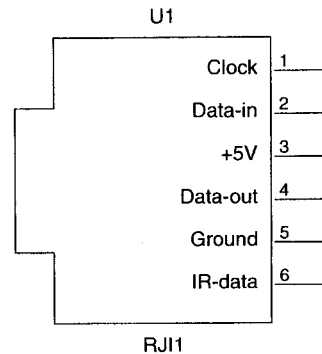 U1
Clock 1
Data-in 2
+5V 3
Data-out 4
Ground 5
IR-data 6
RJI1